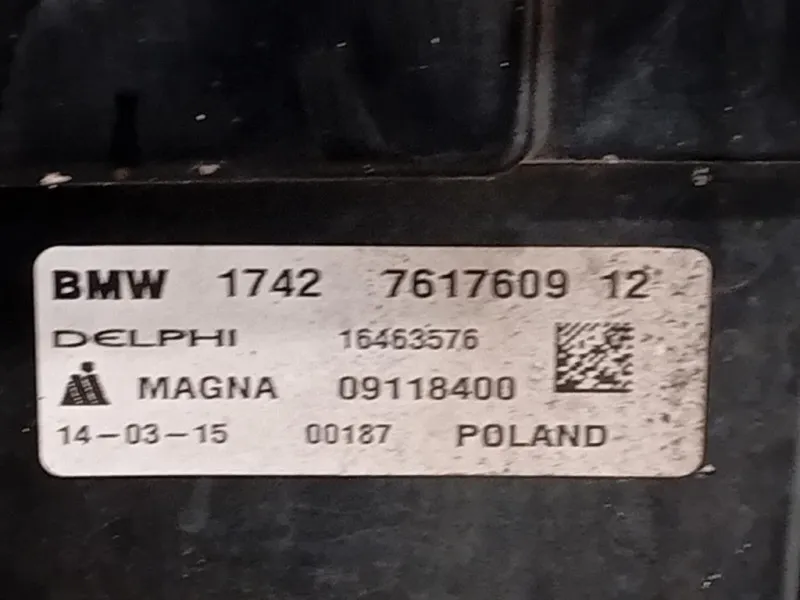 BMW 1742 7617609 12
DELPHI 16463576
MAGNA 09118400
14-03-15 00187 POLAND